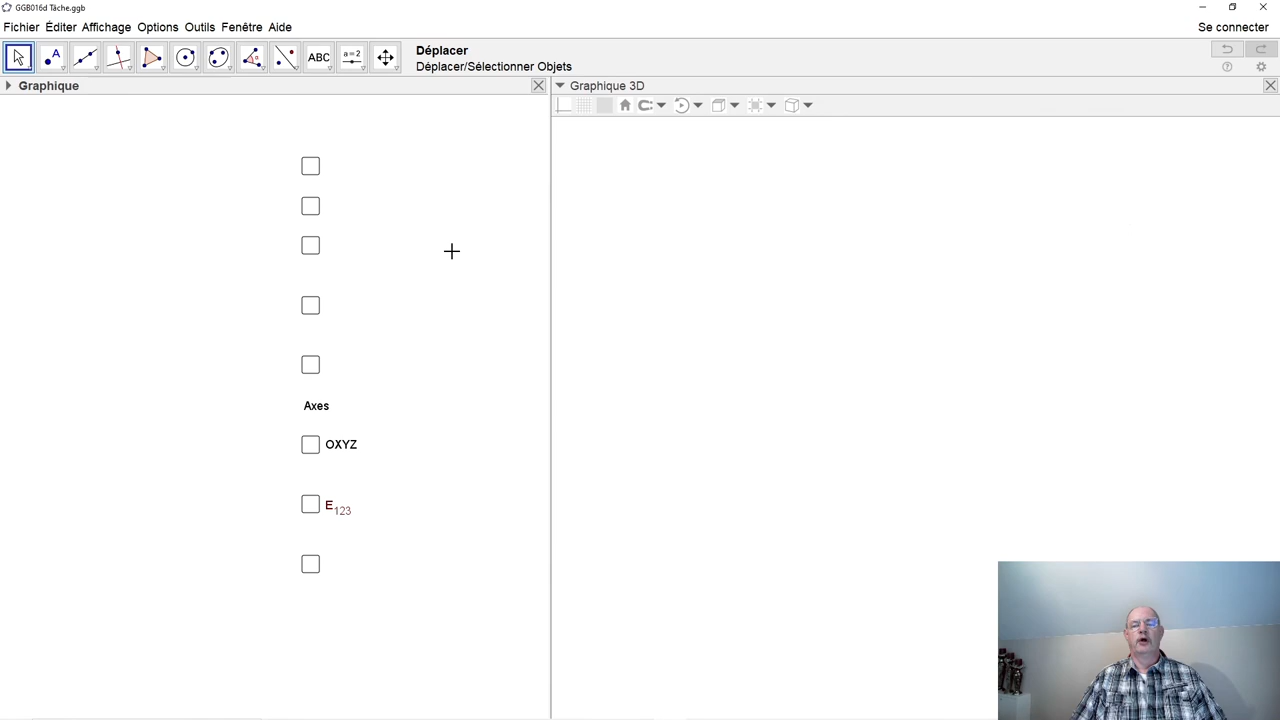 GGB016d Tâche.ggb
Fichier Éditer Affichage Options Outils Fenêtre Aide
Se connecter
A
ABC
a=2
Déplacer
Déplacer/Sélectionner Objets
Graphique
Graphique 3D
Axes
OXYZ
E123